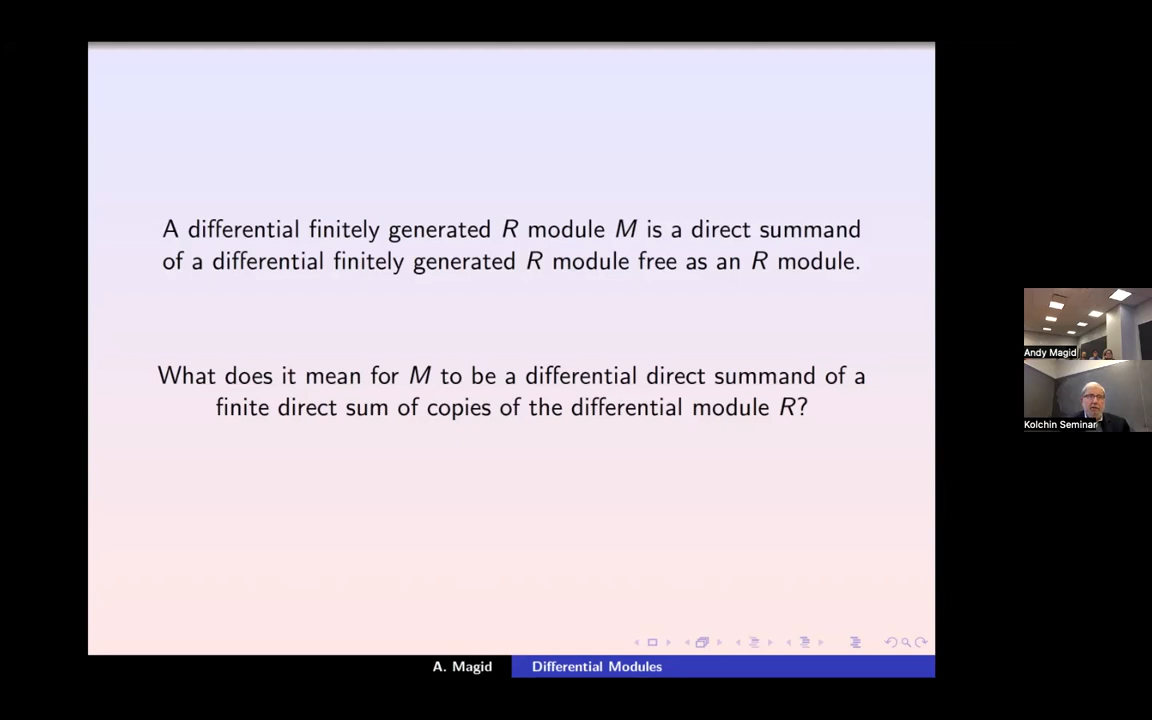 A differential finitely generated R module M is a direct summand
of a differential finitely generated R module free as an R module.
What does it mean for M to be a differential direct summand of a
finite direct sum of copies of the differential module R?
A. Magid
Differential Modules
Andy Magid
Kolchin Seminar